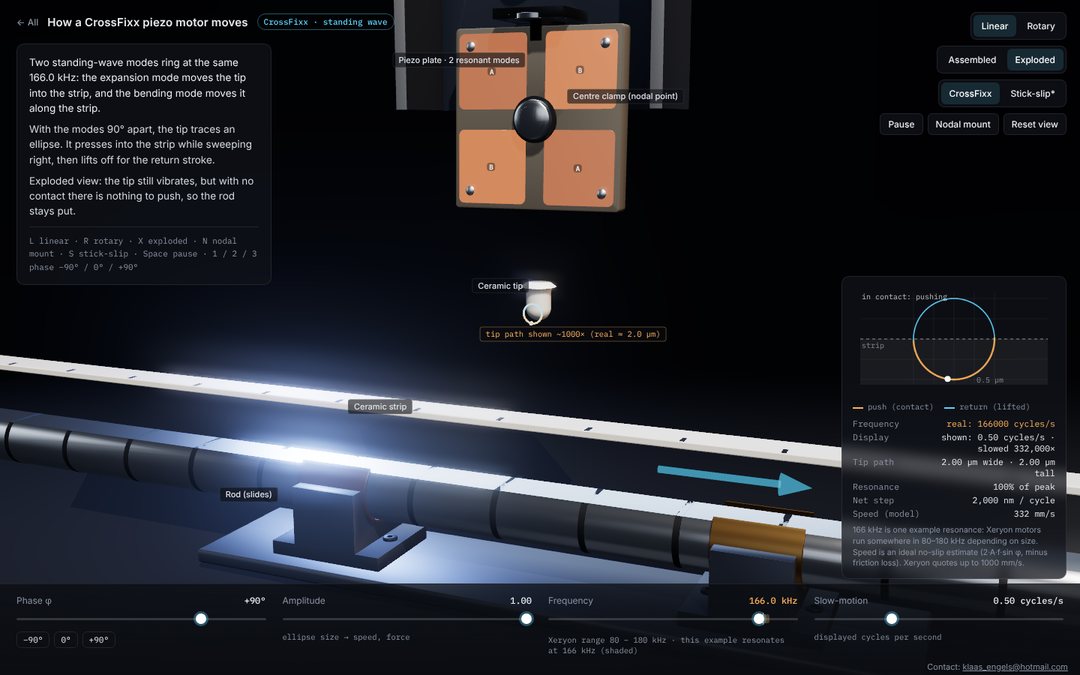 ← All
How a CrossFixx piezo motor moves
CrossFixx · standing wave
Linear
Rotary
Assembled
Exploded
CrossFixx
Stick-slip*
Pause
Nodal mount
Reset view
Two standing-wave modes ring at the same
166.0 kHz: the expansion mode moves the tip
into the strip, and the bending mode moves it
along the strip.
With the modes 90° apart, the tip traces an
ellipse. It presses into the strip while sweeping
right, then lifts off for the return stroke.
Exploded view: the tip still vibrates, but with no
contact there is nothing to push, so the rod
stays put.
L linear · R rotary · X exploded · N nodal
mount · S stick-slip · Space pause · 1 / 2 / 3
phase −90° / 0° / +90°
Piezo plate · 2 resonant modes
A
B
Centre clamp (nodal point)
B
A
Ceramic tip
tip path shown ~1000× (real ≈ 2.0 µm)
Ceramic strip
Rod (slides)
in contact: pushing
strip
0.5 µm
push (contact)
return (lifted)
Frequency
real: 166000 cycles/s
Display
shown: 0.50 cycles/s ·
slowed 332,000×
Tip path
2.00 µm wide · 2.00 µm
tall
Resonance
100% of peak
Net step
2,000 nm / cycle
Speed (model)
332 mm/s
166 kHz is one example resonance: Xeryon motors
run somewhere in 80–180 kHz depending on size.
Speed is an ideal no-slip estimate (2·A·f·sin φ, minus
friction loss). Xeryon quotes up to 1000 mm/s.
Phase φ
+90°
−90°
0°
+90°
Amplitude
1.00
ellipse size → speed, force
Frequency
166.0 kHz
Xeryon range 80 – 180 kHz · this example resonates
at 166 kHz (shaded)
Slow-motion
0.50 cycles/s
displayed cycles per second
Contact: klaas_engels@hotmail.com